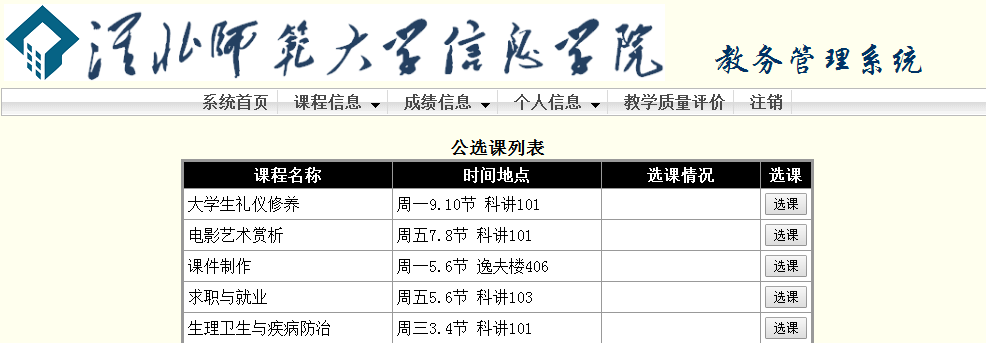 淮北师范大学信息学院
教务管理系统
系统首页 课程信息 成绩信息 个人信息 教学质量评价 注销
公选课列表
课程名称 时间地点 选课情况 选课
大学生礼仪修养 周一9.10节 科讲101 选课
电影艺术赏析 周五7.8节 科讲101 选课
课件制作 周一5.6节 逸夫楼406 选课
求职与就业 周五5.6节 科讲103 选课
生理卫生与疾病防治 周三3.4节 科讲101 选课